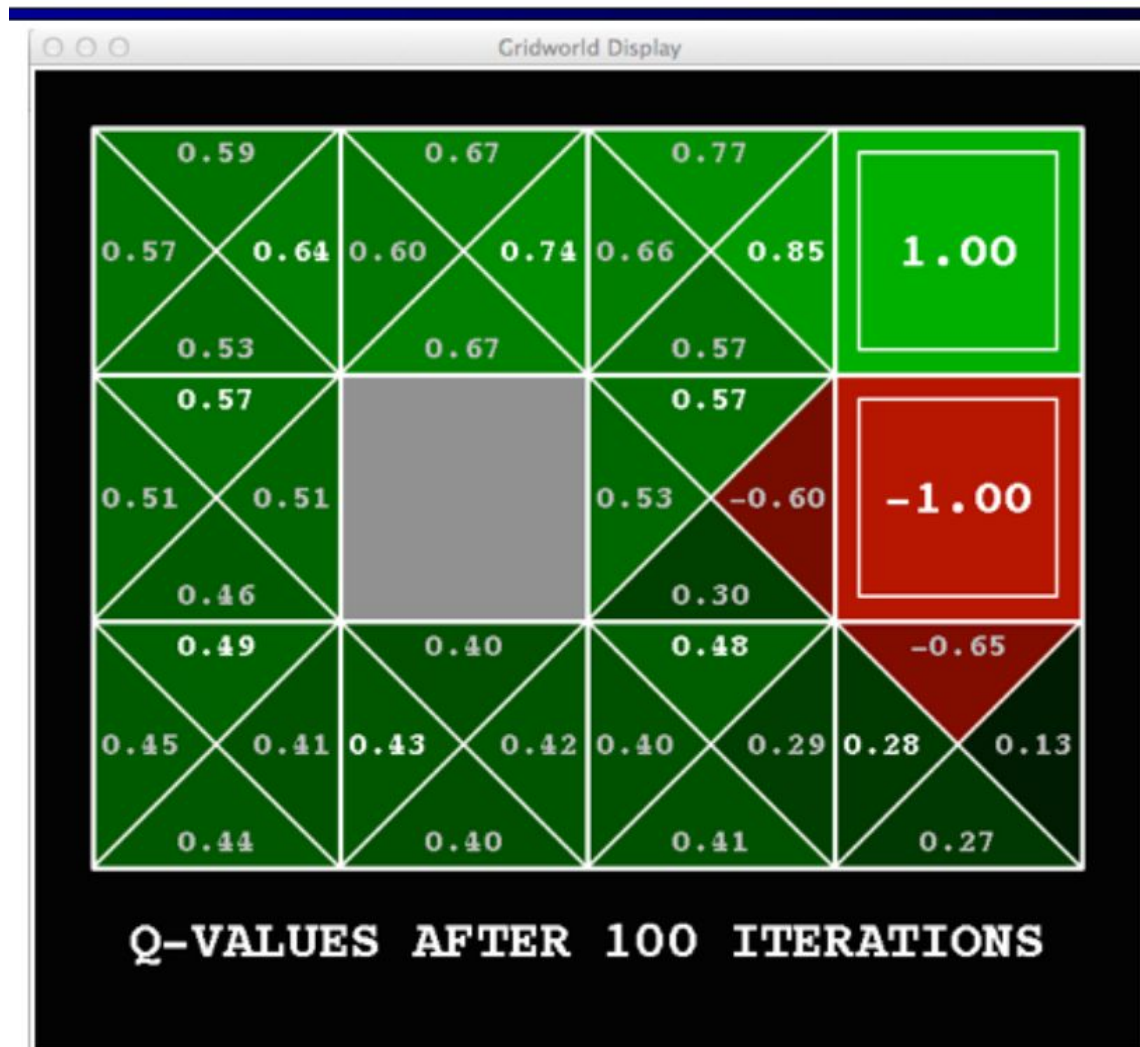 Gridworld Display
0.59 0.67 0.77
0.57 0.64 0.60 0.74 0.66 0.85 1.00
0.53 0.67 0.57
0.57 0.57
0.51 0.51 0.53 -0.60 -1.00
0.46 0.30
0.49 0.40 0.48 -0.65
0.45 0.41 0.43 0.42 0.40 0.29 0.28 0.13
0.44 0.40 0.41 0.27
Q-VALUES AFTER 100 ITERATIONS